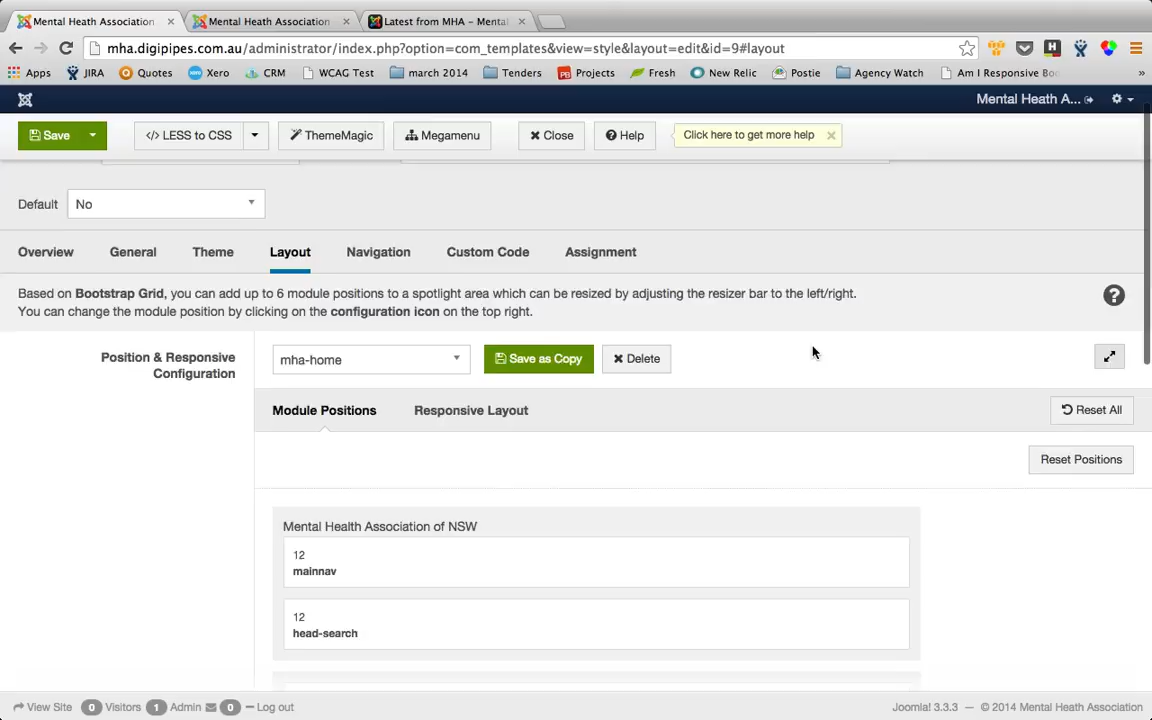 Mental Heath Association
Mental Heath Association
Latest from MHA – Mental
mha.digipipes.com.au/administrator/index.php?option=com_templates&view=style&layout=edit&id=9#layout
Apps JIRA Quotes Xero CRM WCAG Test march 2014 Tenders Projects Fresh New Relic Postie Agency Watch Am I Responsive Boo »
Mental Heath A...
Save </> LESS to CSS ThemeMagic Megamenu Close Help Click here to get more help
Default No
Overview General Theme Layout Navigation Custom Code Assignment
Based on Bootstrap Grid, you can add up to 6 module positions to a spotlight area which can be resized by adjusting the resizer bar to the left/right.
You can change the module position by clicking on the configuration icon on the top right.
Position & Responsive
Configuration
mha-home Save as Copy Delete
Module Positions Responsive Layout Reset All
Reset Positions
Mental Health Association of NSW
12
mainnav
12
head-search
View Site 0 Visitors 1 Admin 0 Log out Joomla! 3.3.3 — © 2014 Mental Heath Association